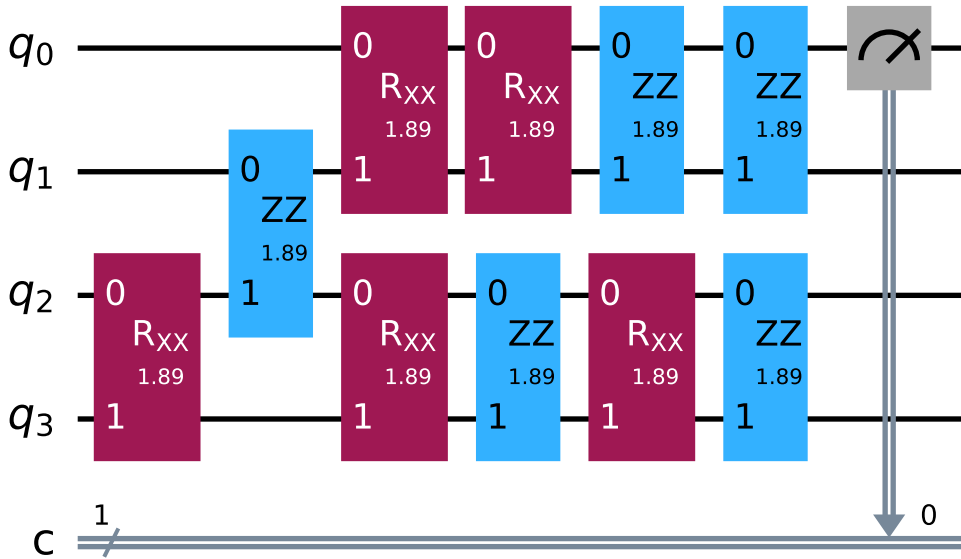 q0 0 0 0 0
RXX RXX ZZ ZZ
1.89 1.89 1.89 1.89
q1 0 1 1 1 1
ZZ
1.89
q2 0 1 0 0 0 0
RXX RXX ZZ RXX ZZ
1.89 1.89 1.89 1.89 1.89
q3 1 1 1 1 1
1 0
c